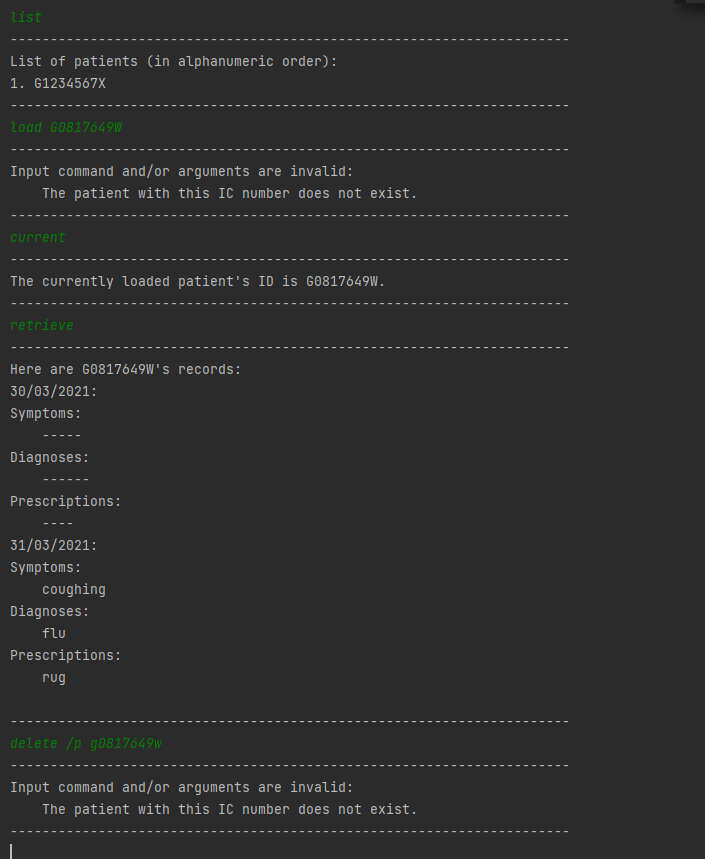 list
----------------------------------------------------------------------
List of patients (in alphanumeric order):
1. G1234567X
----------------------------------------------------------------------
load G0817649W
----------------------------------------------------------------------
Input command and/or arguments are invalid:
    The patient with this IC number does not exist.
----------------------------------------------------------------------
current
----------------------------------------------------------------------
The currently loaded patient's ID is G0817649W.
----------------------------------------------------------------------
retrieve
----------------------------------------------------------------------
Here are G0817649W's records:
30/03/2021:
Symptoms:
    -----
Diagnoses:
    ------
Prescriptions:
    ----
31/03/2021:
Symptoms:
    coughing
Diagnoses:
    flu
Prescriptions:
    rug

----------------------------------------------------------------------
delete /p g0817649w
----------------------------------------------------------------------
Input command and/or arguments are invalid:
    The patient with this IC number does not exist.
----------------------------------------------------------------------